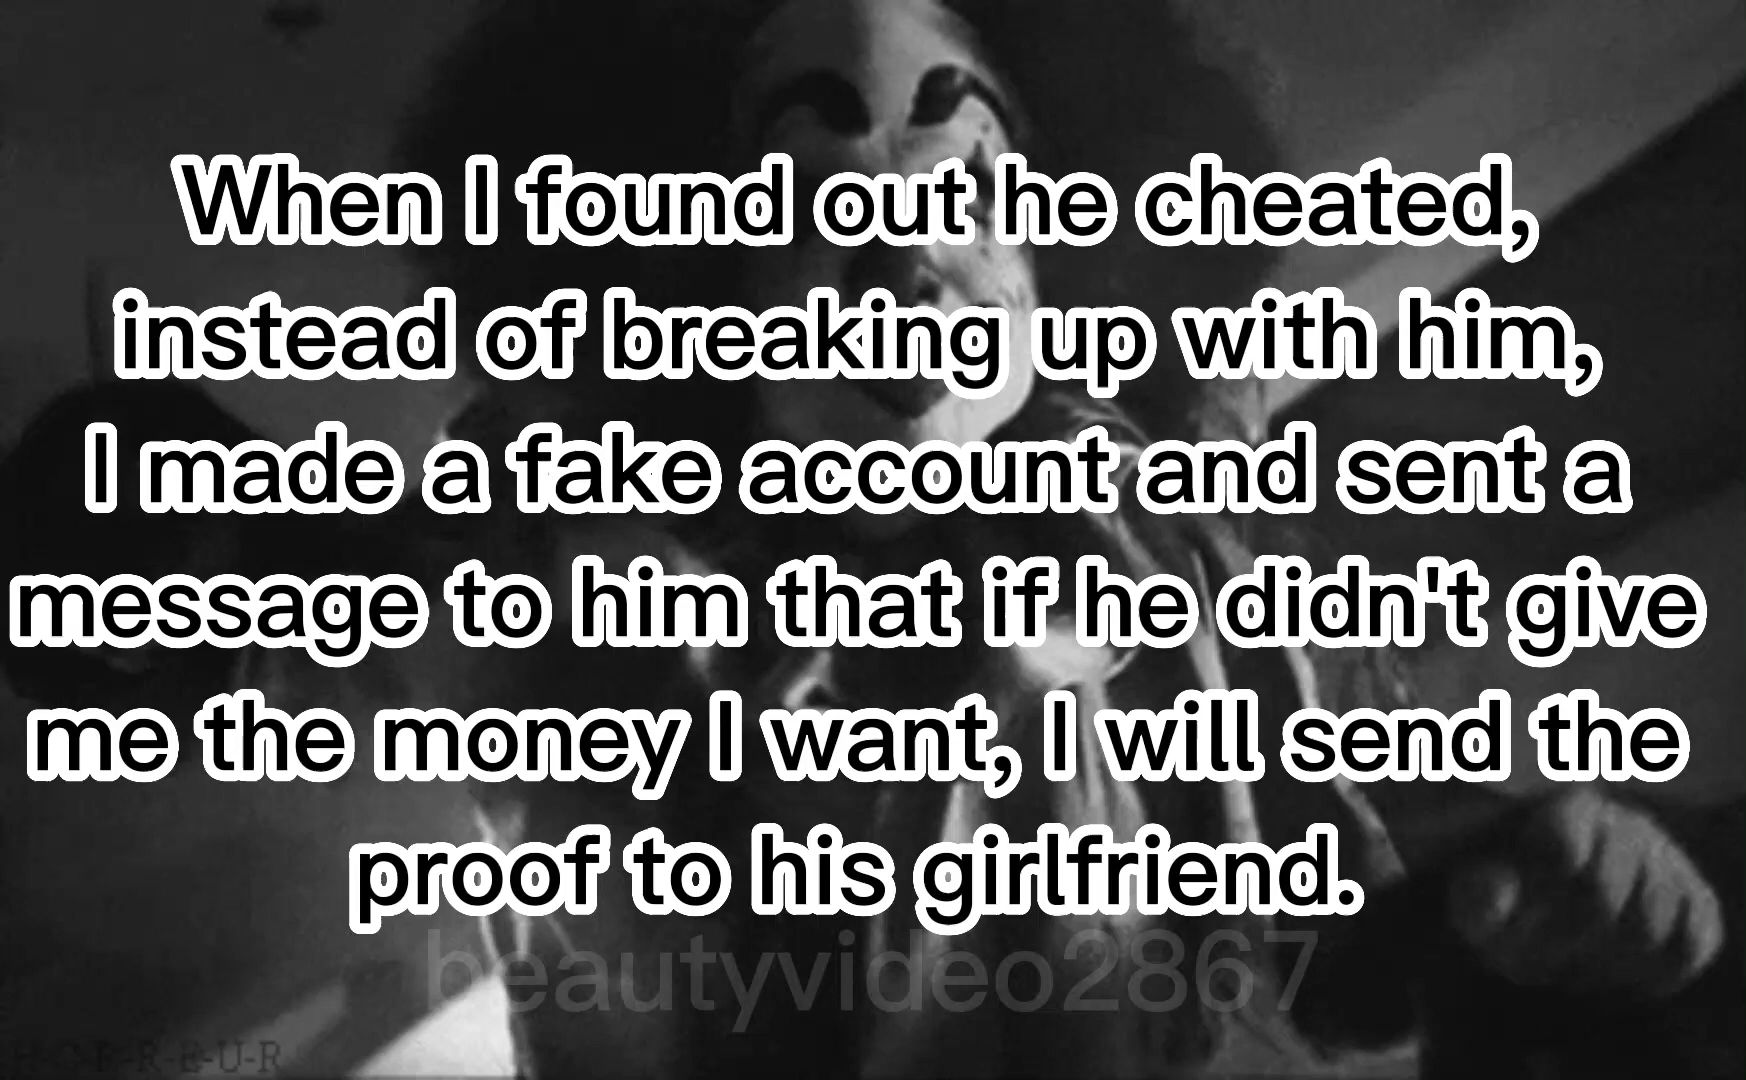 When I found out he cheated,
instead of breaking up with him,
I made a fake account and sent a
message to him that if he didn't give
me the money I want, I will send the
proof to his girlfriend.
beautyvideo2867